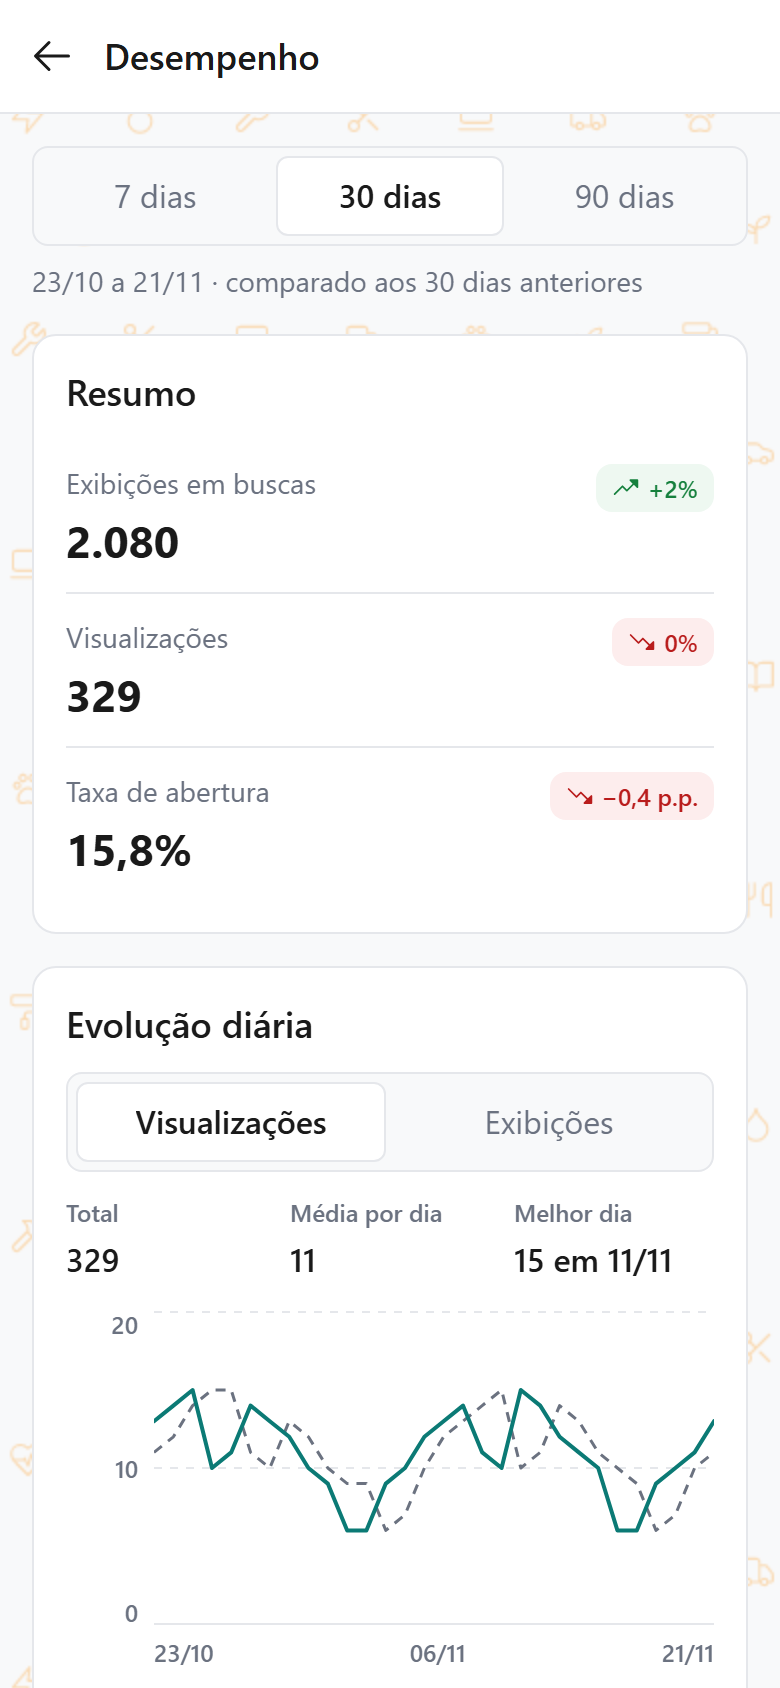 Desempenho
7 dias
30 dias
90 dias
23/10 a 21/11 · comparado aos 30 dias anteriores
Resumo
Exibições em buscas
+2%
2.080
Visualizações
0%
329
Taxa de abertura
−0,4 p.p.
15,8%
Evolução diária
Visualizações
Exibições
Total
Média por dia
Melhor dia
329
11
15 em 11/11
20
10
0
23/10
06/11
21/11